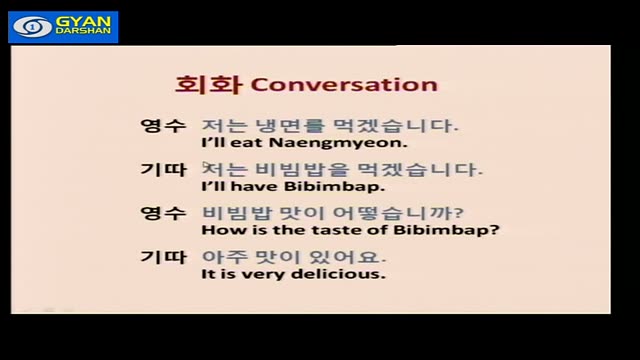 GYAN
DARSHAN
1
회화 Conversation
영수 저는 냉면를 먹겠습니다.
I'll eat Naengmyeon.
기따 저는 비빔밥을 먹겠습니다.
I'll have Bibimbap.
영수 비빔밥 맛이 어떻습니까?
How is the taste of Bibimbap?
기따 아주 맛이 있어요.
It is very delicious.